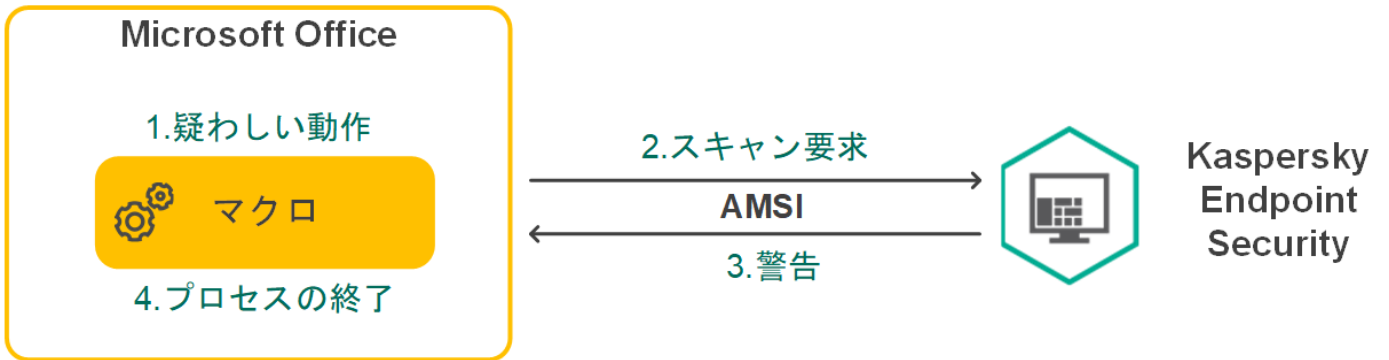 Microsoft Office
1.疑わしい動作
マクロ
4.プロセスの終了
2.スキャン要求
AMSI
3.警告
Kaspersky
Endpoint
Security